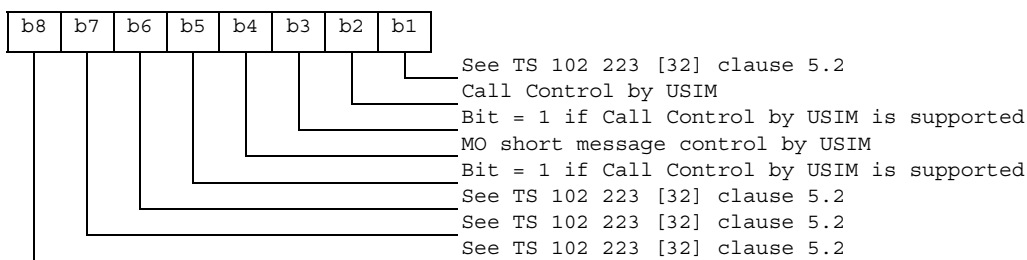 b8 b7 b6 b5 b4 b3 b2 b1
See TS 102 223 [32] clause 5.2
Call Control by USIM
Bit = 1 if Call Control by USIM is supported
MO short message control by USIM
Bit = 1 if Call Control by USIM is supported
See TS 102 223 [32] clause 5.2
See TS 102 223 [32] clause 5.2
See TS 102 223 [32] clause 5.2